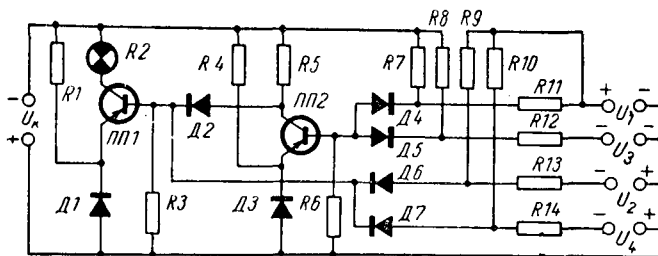 R2 R4 R5 R8 R9
R1 R7 R10
- Uк +
ПП1 Д2 ПП2 Д4 R11 + U1 -
Д5 R12 - U3 -
Д6 R13 - U2 +
Д1 R3 Д3 R6 Д7 R14 - U4 +